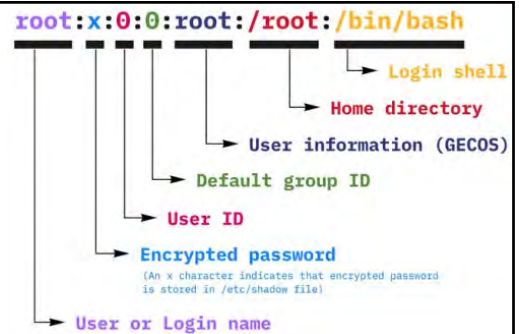 root:x:0:0:root:/root:/bin/bash
Login shell
Home directory
User information (GECOS)
Default group ID
User ID
Encrypted password
(An x character indicates that encrypted password
is stored in /etc/shadow file)
User or Login name